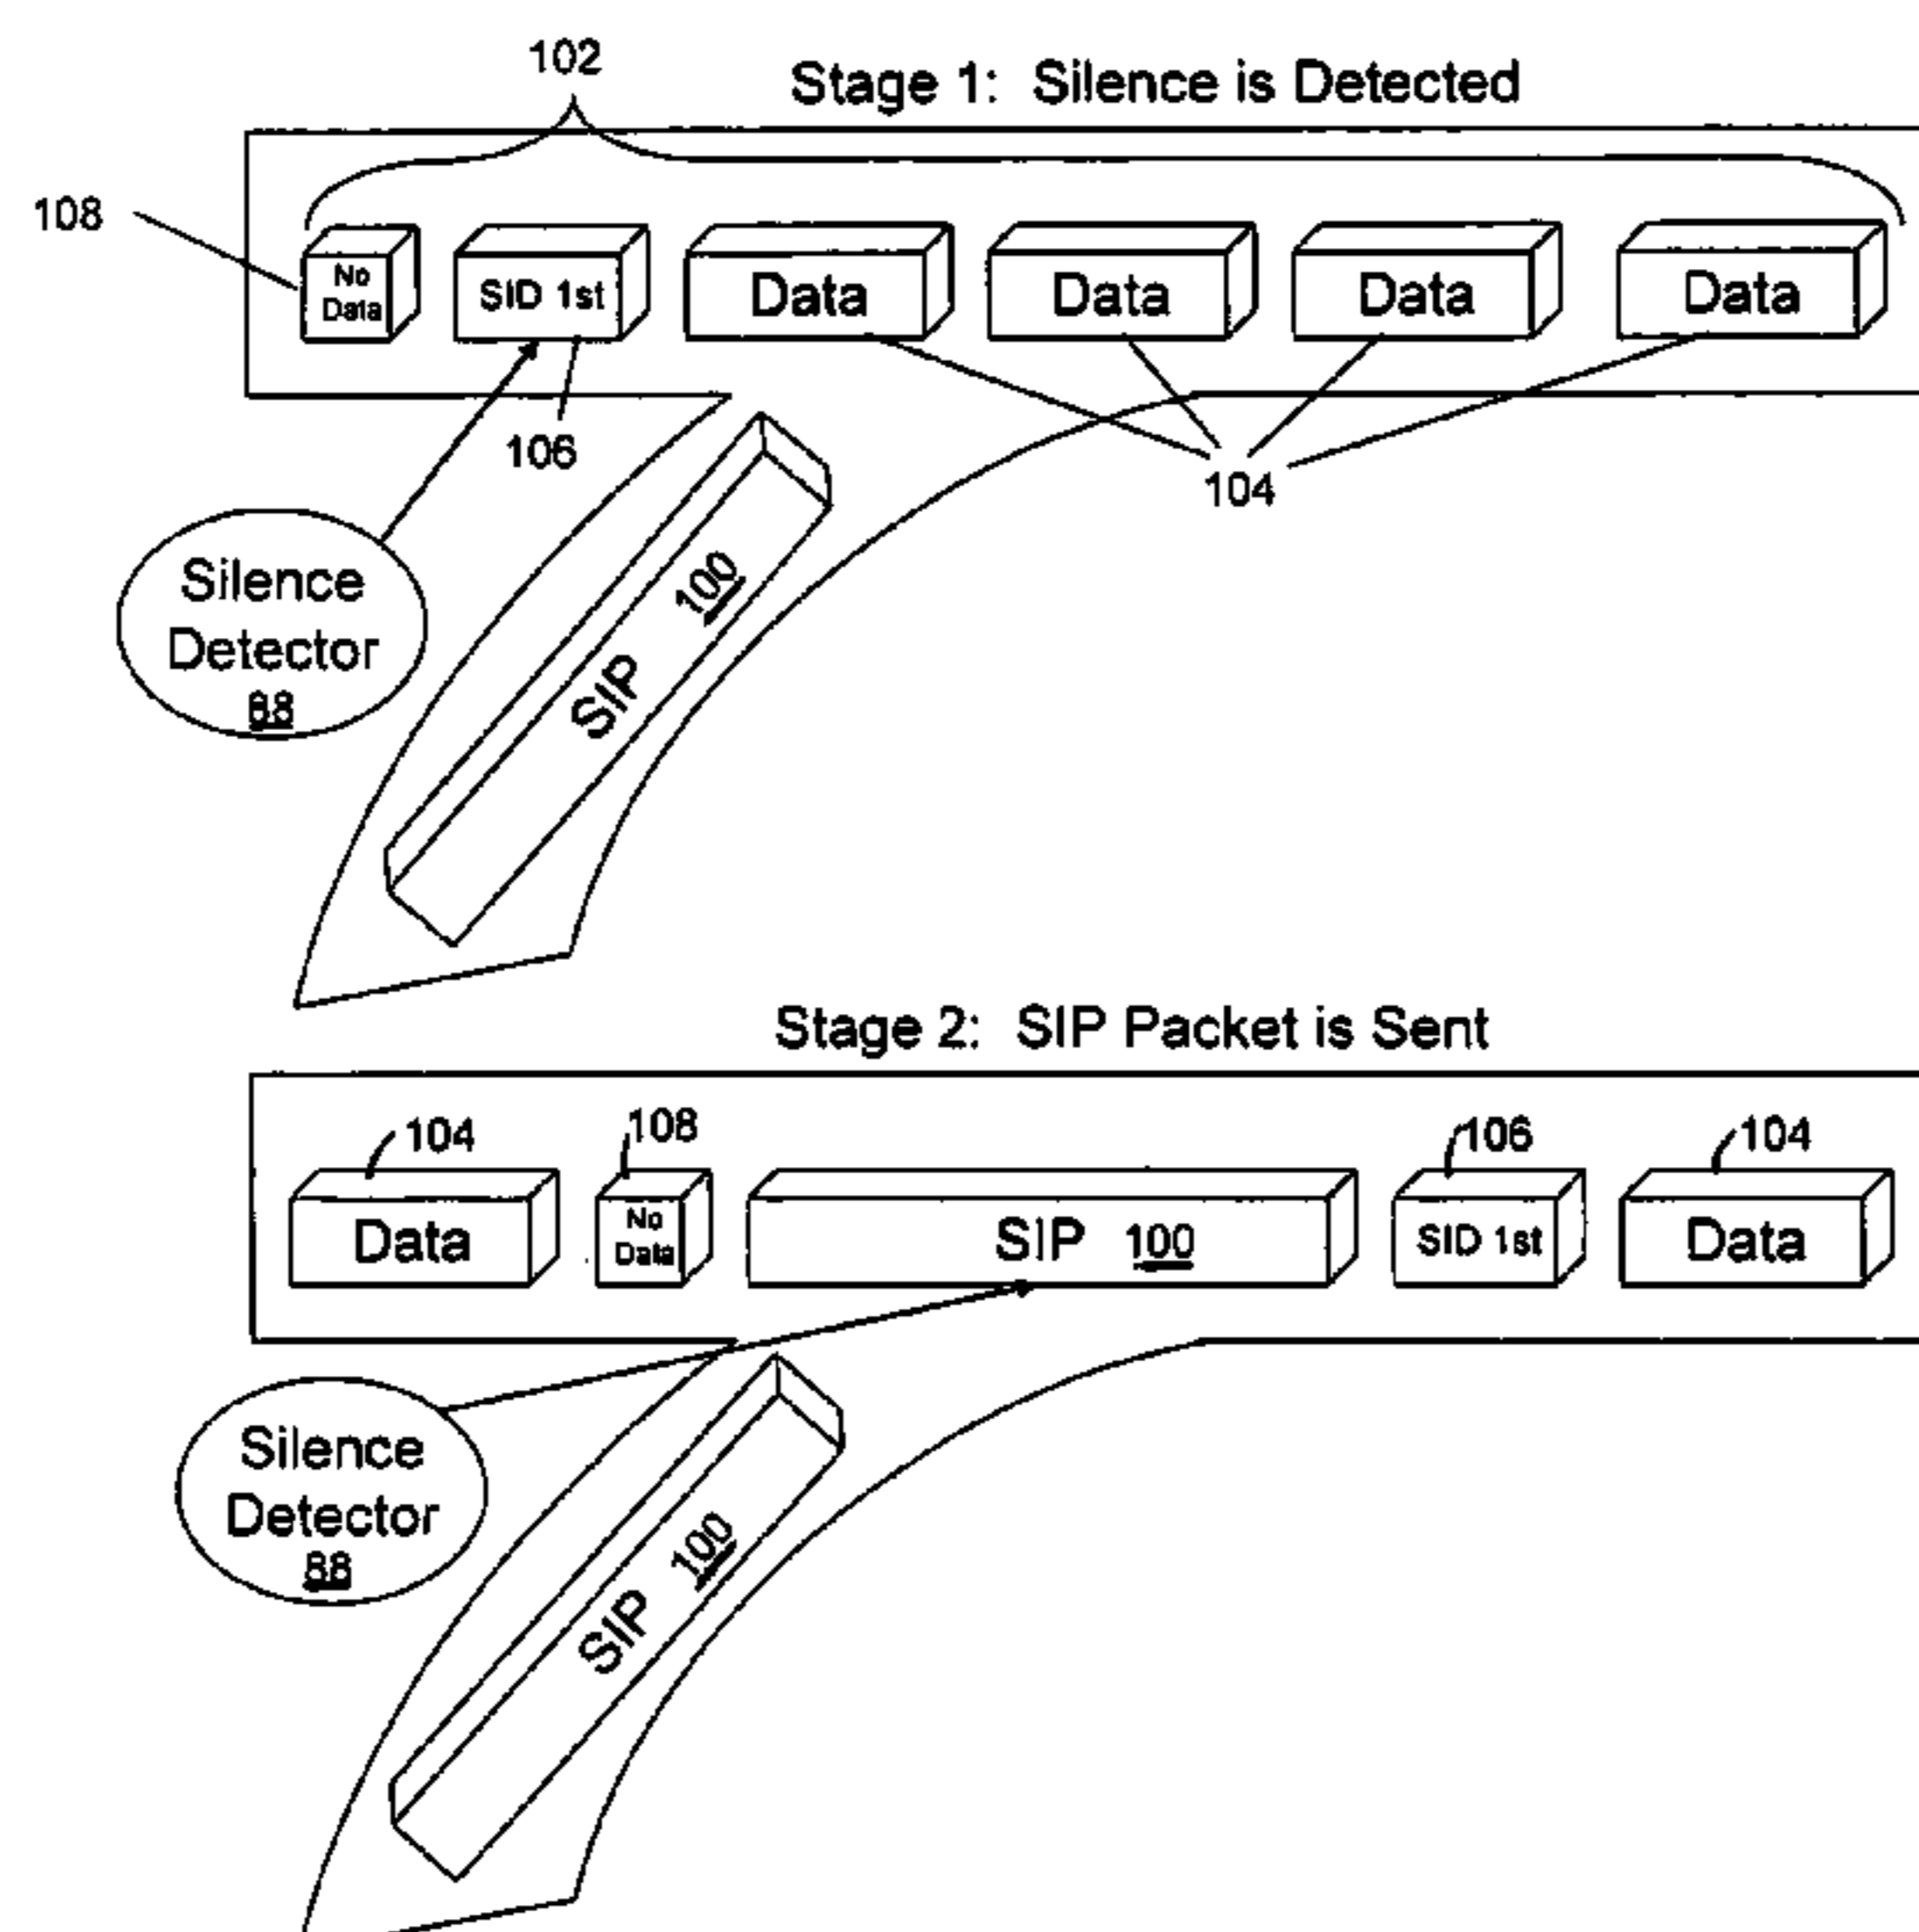 102
Stage 1: Silence is Detected
108
No
Data
SID 1st
Data
Data
Data
Data
106
104
Silence
Detector
88
SIP 100
Stage 2: SIP Packet is Sent
104
108
106
104
Data
No
Data
SIP 100
SID 1st
Data
Silence
Detector
88
SIP 100